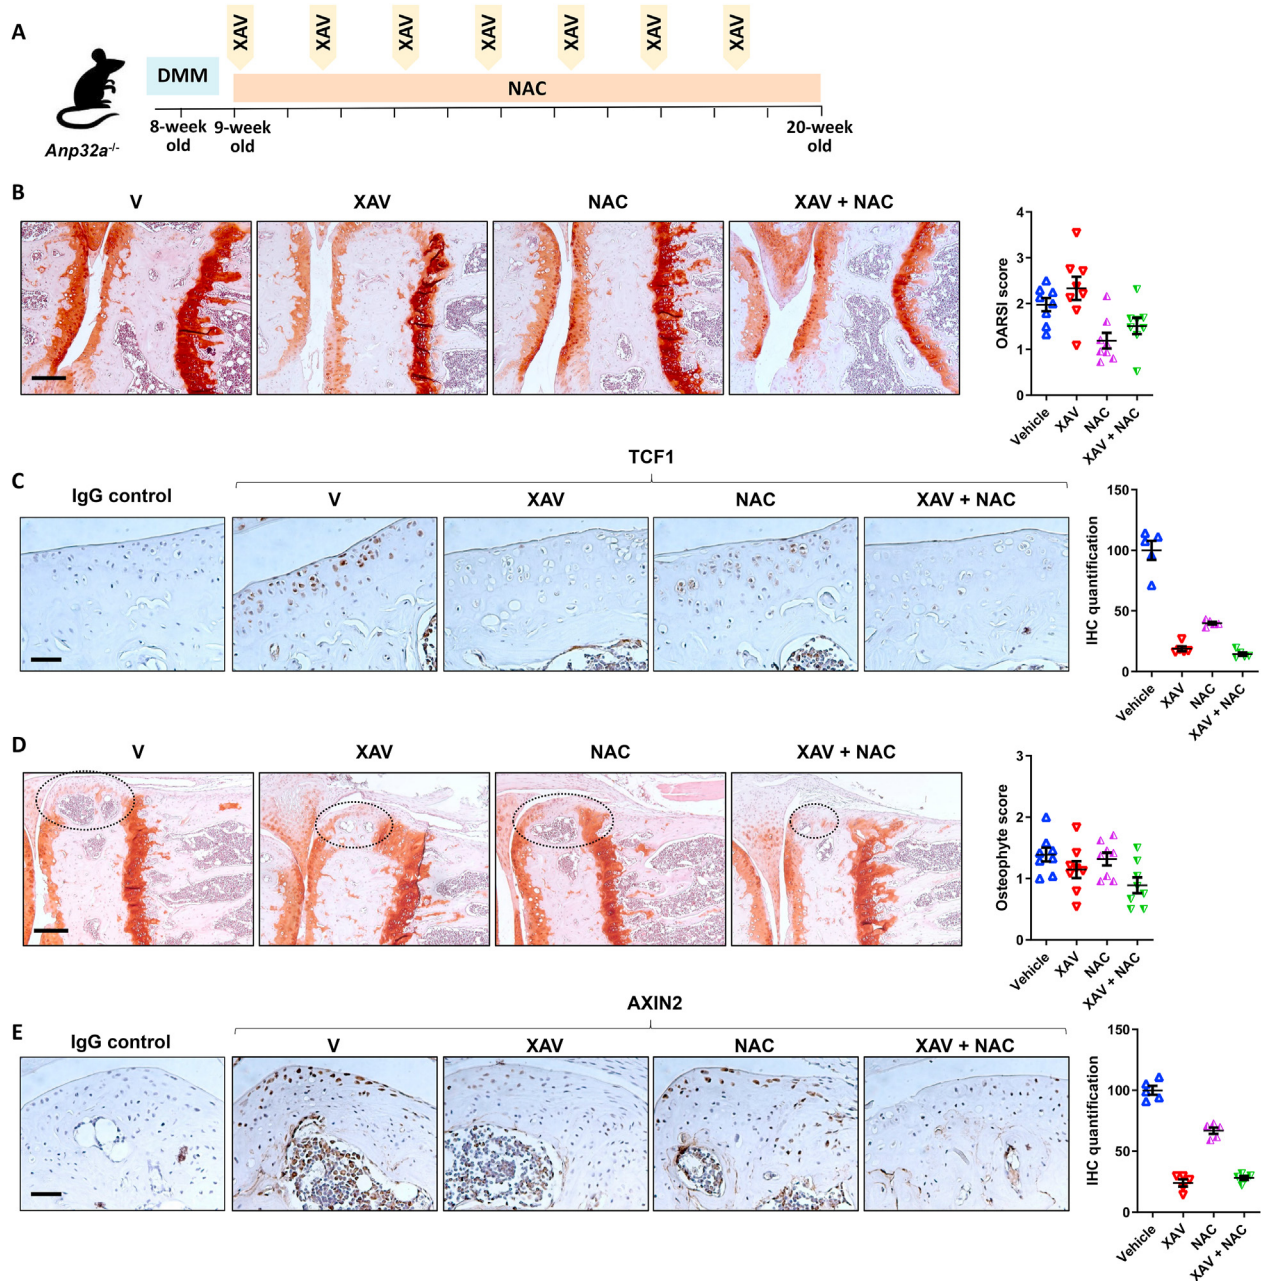 A
XAV XAV XAV XAV XAV XAV XAV
DMM
NAC
8-week old
9-week old
20-week old
Anp32a-/-
B
V XAV NAC XAV + NAC
OARSI score
4
3
2
1
0
Vehicle XAV NAC XAV + NAC
TCF1
C
IgG control V XAV NAC XAV + NAC
IHC quantification
150
100
50
0
Vehicle XAV NAC XAV + NAC
D
V XAV NAC XAV + NAC
Osteophyte score
3
2
1
0
Vehicle XAV NAC XAV + NAC
AXIN2
E
IgG control V XAV NAC XAV + NAC
IHC quantification
150
100
50
0
Vehicle XAV NAC XAV + NAC